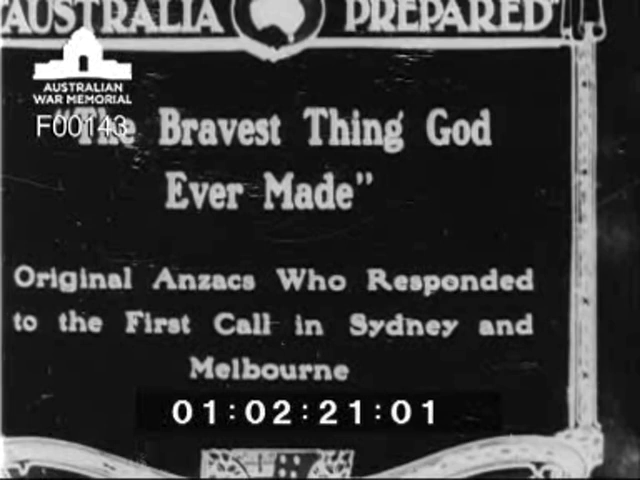 "AUSTRALIA PREPARED"
AUSTRALIAN
WAR MEMORIAL
F00143
"The Bravest Thing God
Ever Made"
Original Anzacs Who Responded
to the First Call in Sydney and
Melbourne
01:02:21:01